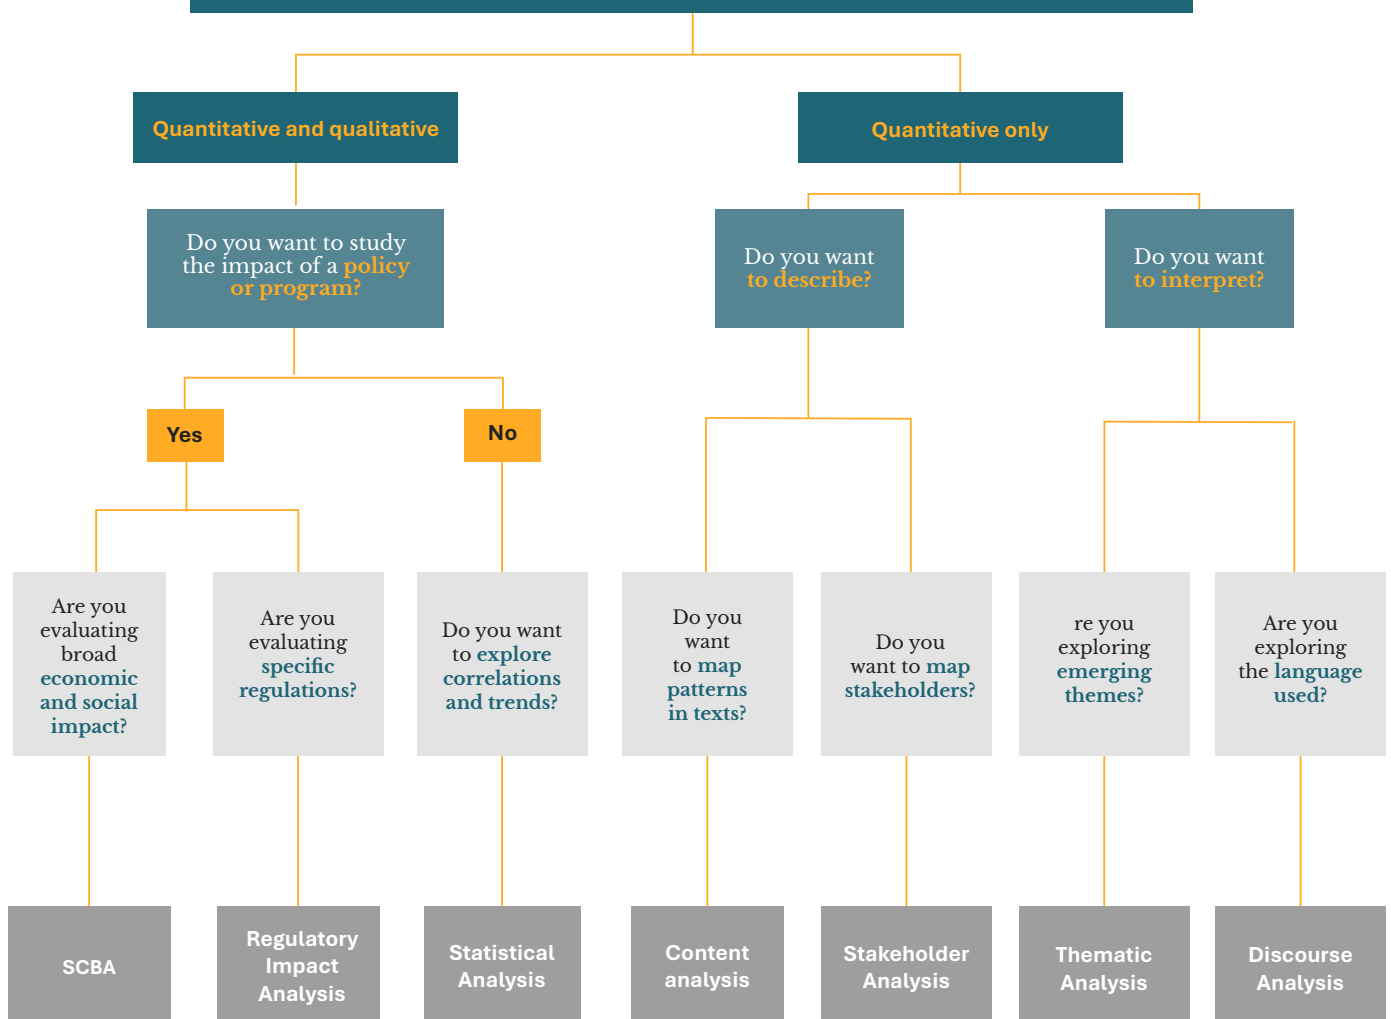 Quantitative and qualitative
Quantitative only
Do you want to study
the impact of a policy
or program?
Do you want
to describe?
Do you want
to interpret?
Yes
No
Are you
evaluating
broad
economic
and social
impact?
Are you
evaluating
specific
regulations?
Do you want
to explore
correlations
and trends?
Do you
want
to map
patterns
in texts?
Do you
want to map
stakeholders?
re you
exploring
emerging
themes?
Are you
exploring
the language
used?
SCBA
Regulatory
Impact
Analysis
Statistical
Analysis
Content
analysis
Stakeholder
Analysis
Thematic
Analysis
Discourse
Analysis